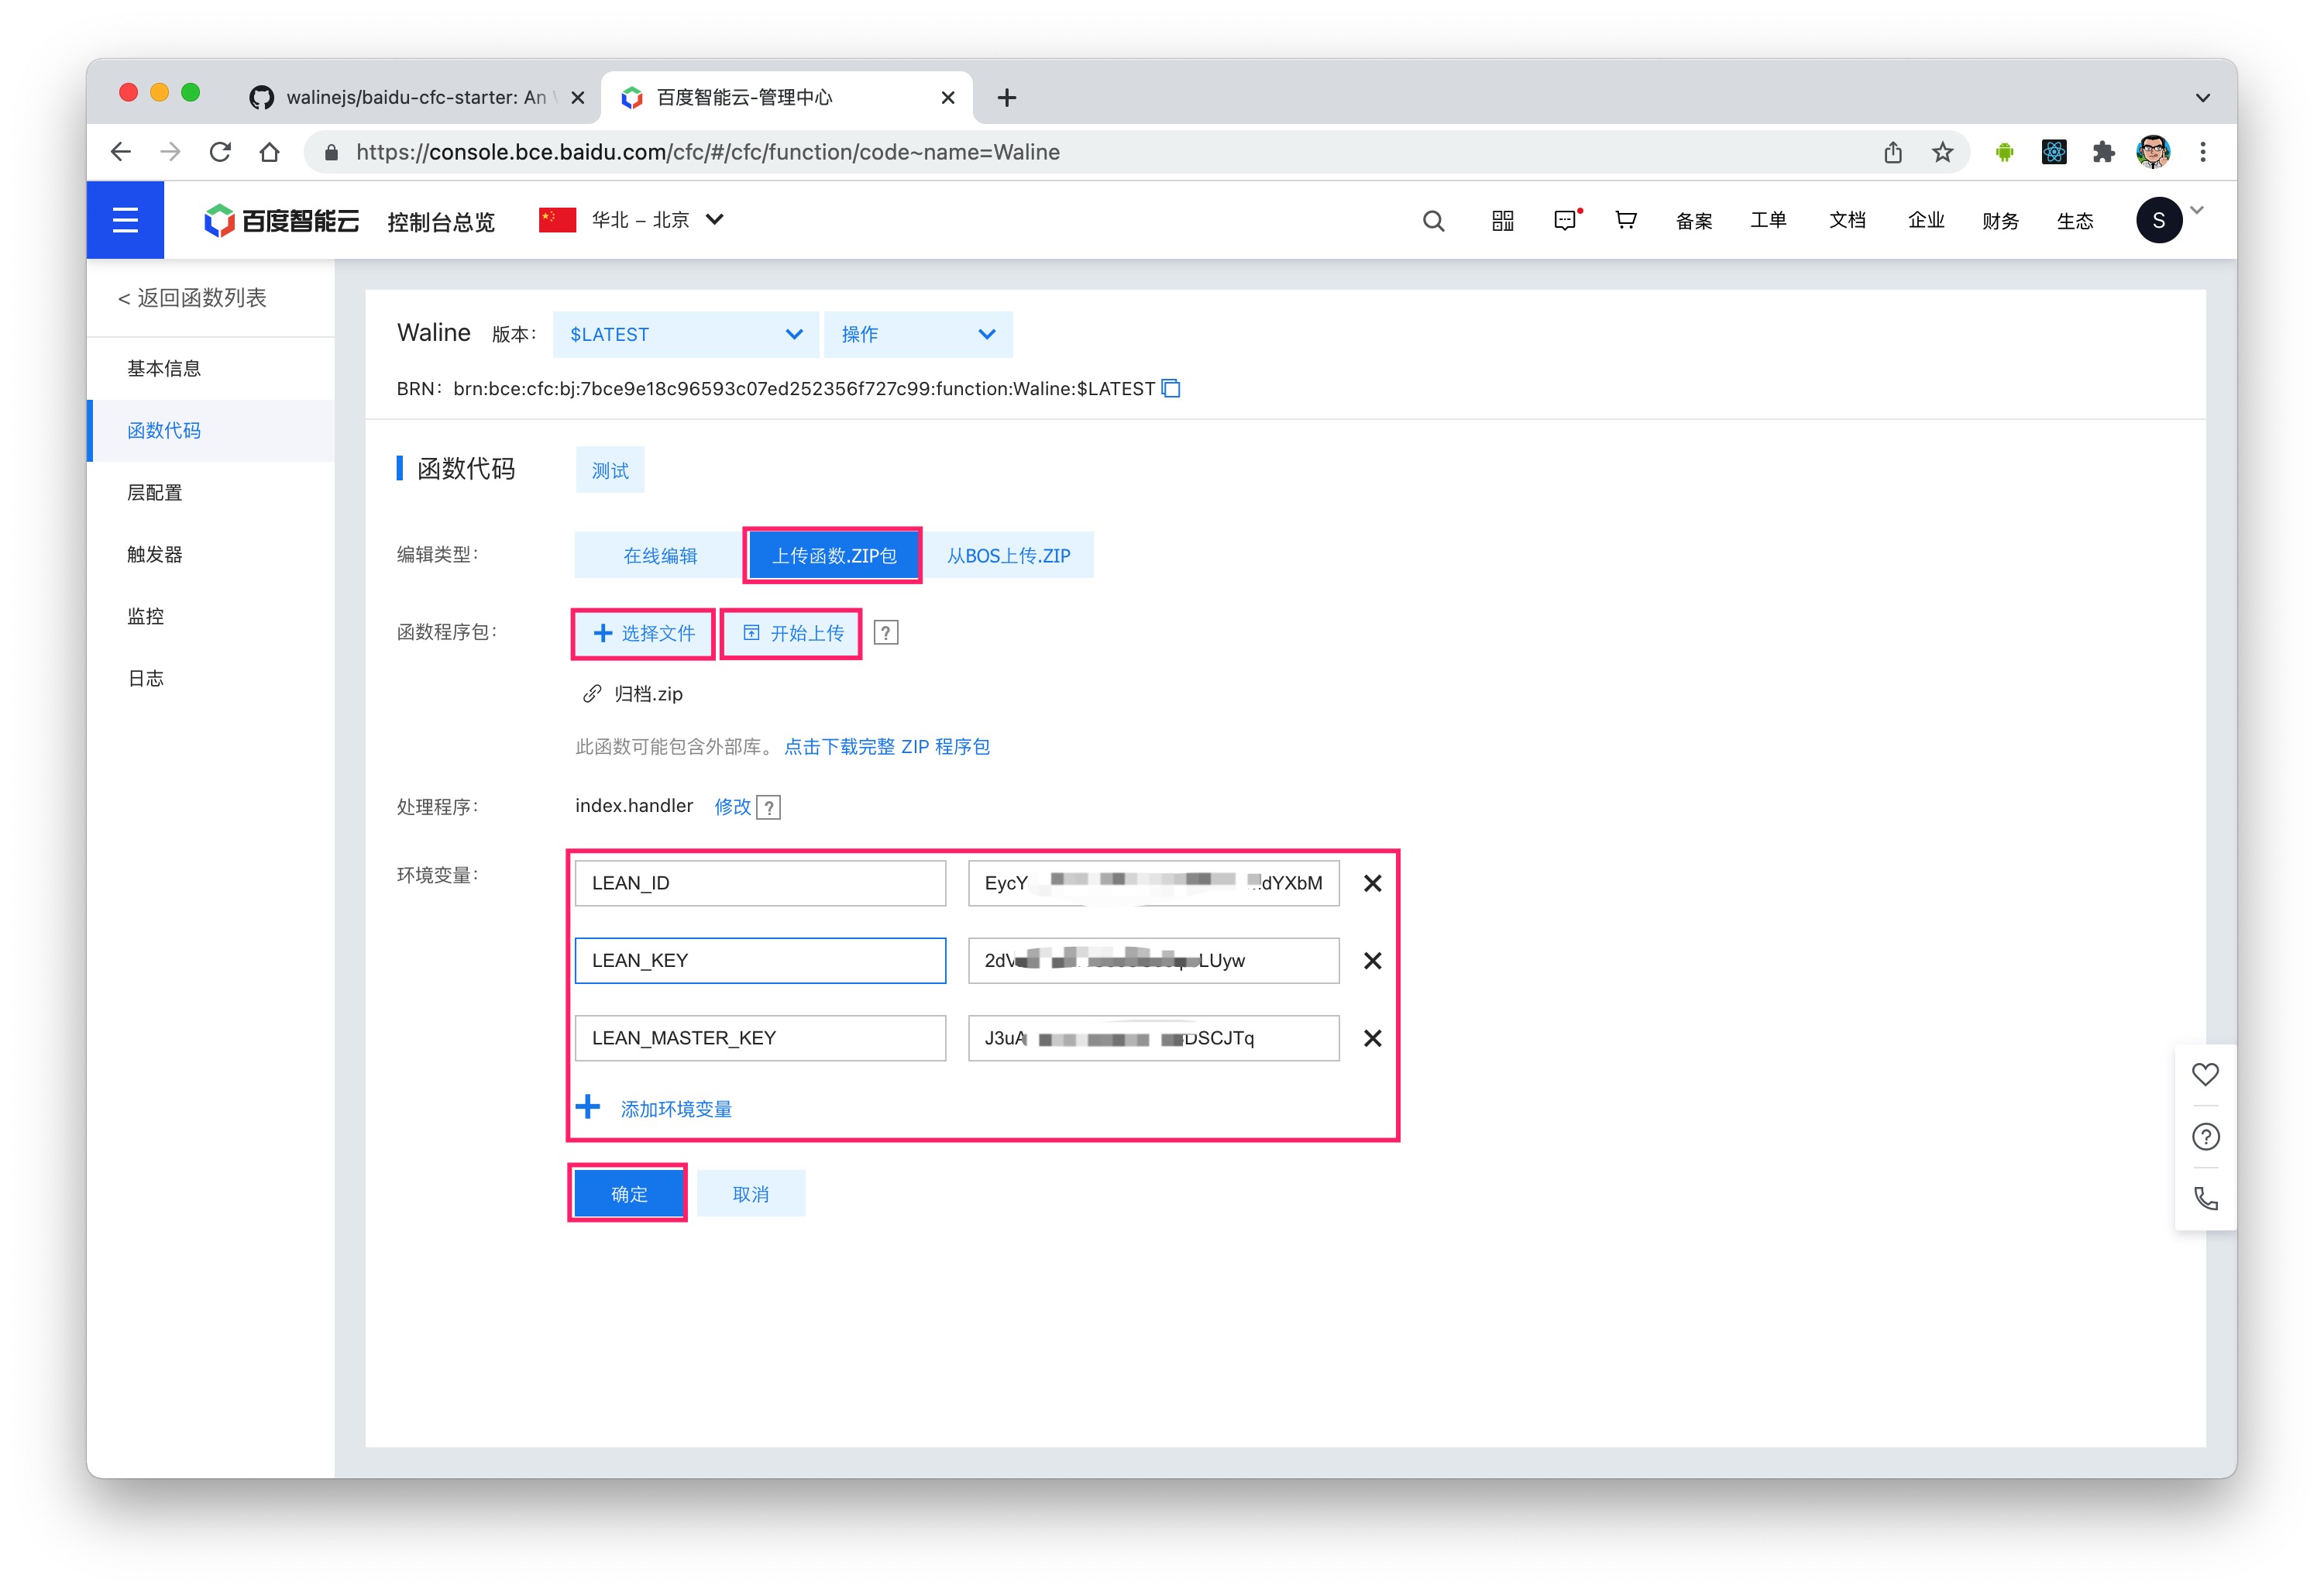 walinejs/baidu-cfc-starter: An
百度智能云-管理中心
https://console.bce.baidu.com/cfc/#/cfc/function/code~name=Waline
百度智能云 控制台总览 华北 – 北京 备案 工单 文档 企业 财务 生态 S
< 返回函数列表
基本信息
函数代码
层配置
触发器
监控
日志
Waline 版本: $LATEST 操作
BRN: brn:bce:cfc:bj:7bce9e18c96593c07ed252356f727c99:function:Waline:$LATEST
函数代码 测试
编辑类型: 在线编辑 上传函数.ZIP包 从BOS上传.ZIP
函数程序包: 选择文件 开始上传 ?
归档.zip
此函数可能包含外部库。 点击下载完整 ZIP 程序包
处理程序: index.handler 修改 ?
环境变量: LEAN_ID EycY dYXbM
LEAN_KEY 2dV LUyw
LEAN_MASTER_KEY J3uA DSCJTq
添加环境变量
确定 取消